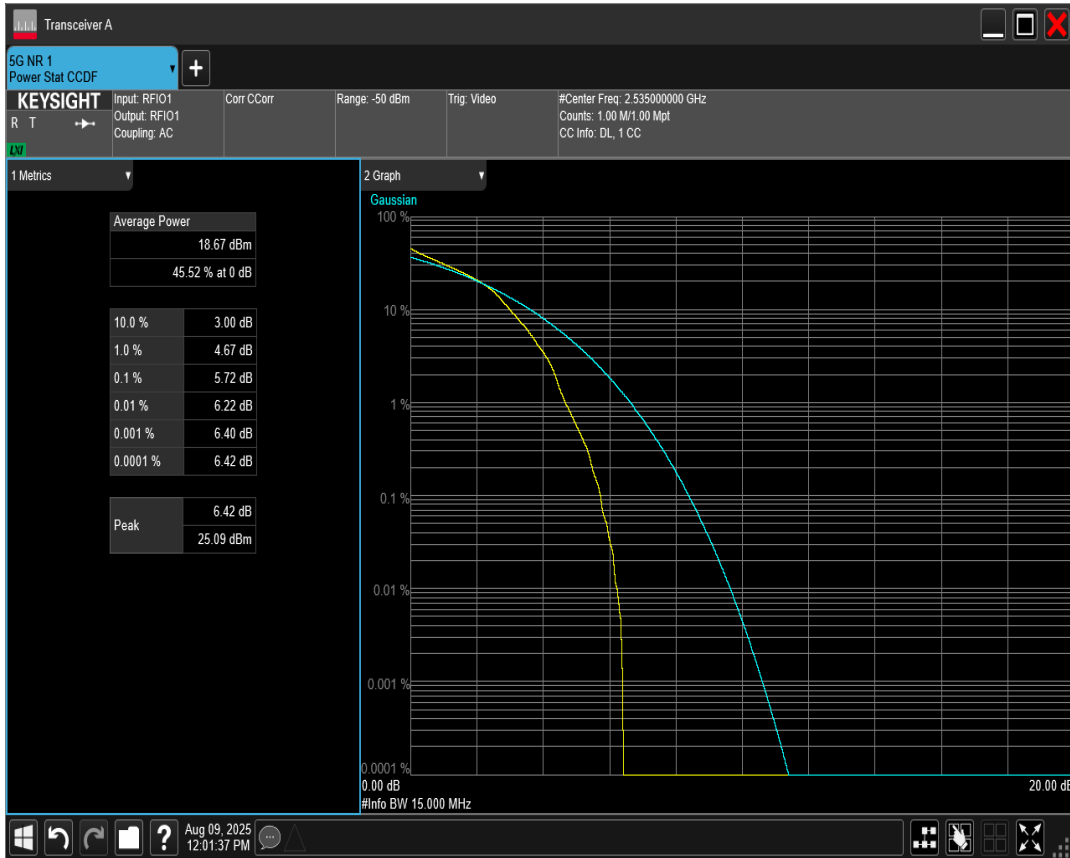 Transceiver A
5G NR 1
Power Stat CCDF
+
KEYSIGHT
R T
LXI
Input: RFIO1
Output: RFIO1
Coupling: AC
Corr CCorr
Range: -50 dBm
Trig: Video
#Center Freq: 2.535000000 GHz
Counts: 1.00 M/1.00 Mpt
CC Info: DL, 1 CC
1 Metrics
Average Power
18.67 dBm
45.52 % at 0 dB
10.0 % 3.00 dB
1.0 % 4.67 dB
0.1 % 5.72 dB
0.01 % 6.22 dB
0.001 % 6.40 dB
0.0001 % 6.42 dB
Peak
6.42 dB
25.09 dBm
2 Graph
Gaussian
100 %
10 %
1 %
0.1 %
0.01 %
0.001 %
0.0001 %
0.00 dB 20.00 dB
#Info BW 15.000 MHz
?
Aug 09, 2025
12:01:37 PM